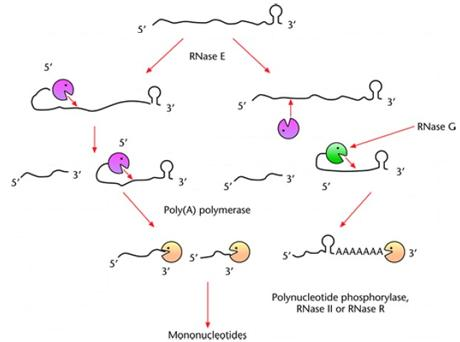 5′
3′
RNase E
5′
3′
5′
3′
RNase G
5′
3′
5′
3′
5′
3′
5′
3′
Poly(A) polymerase
5′
3′
5′
3′
5′
AAAAAAA
3′
Polynucleotide phosphorylase,
RNase II or RNase R
Mononucleotides